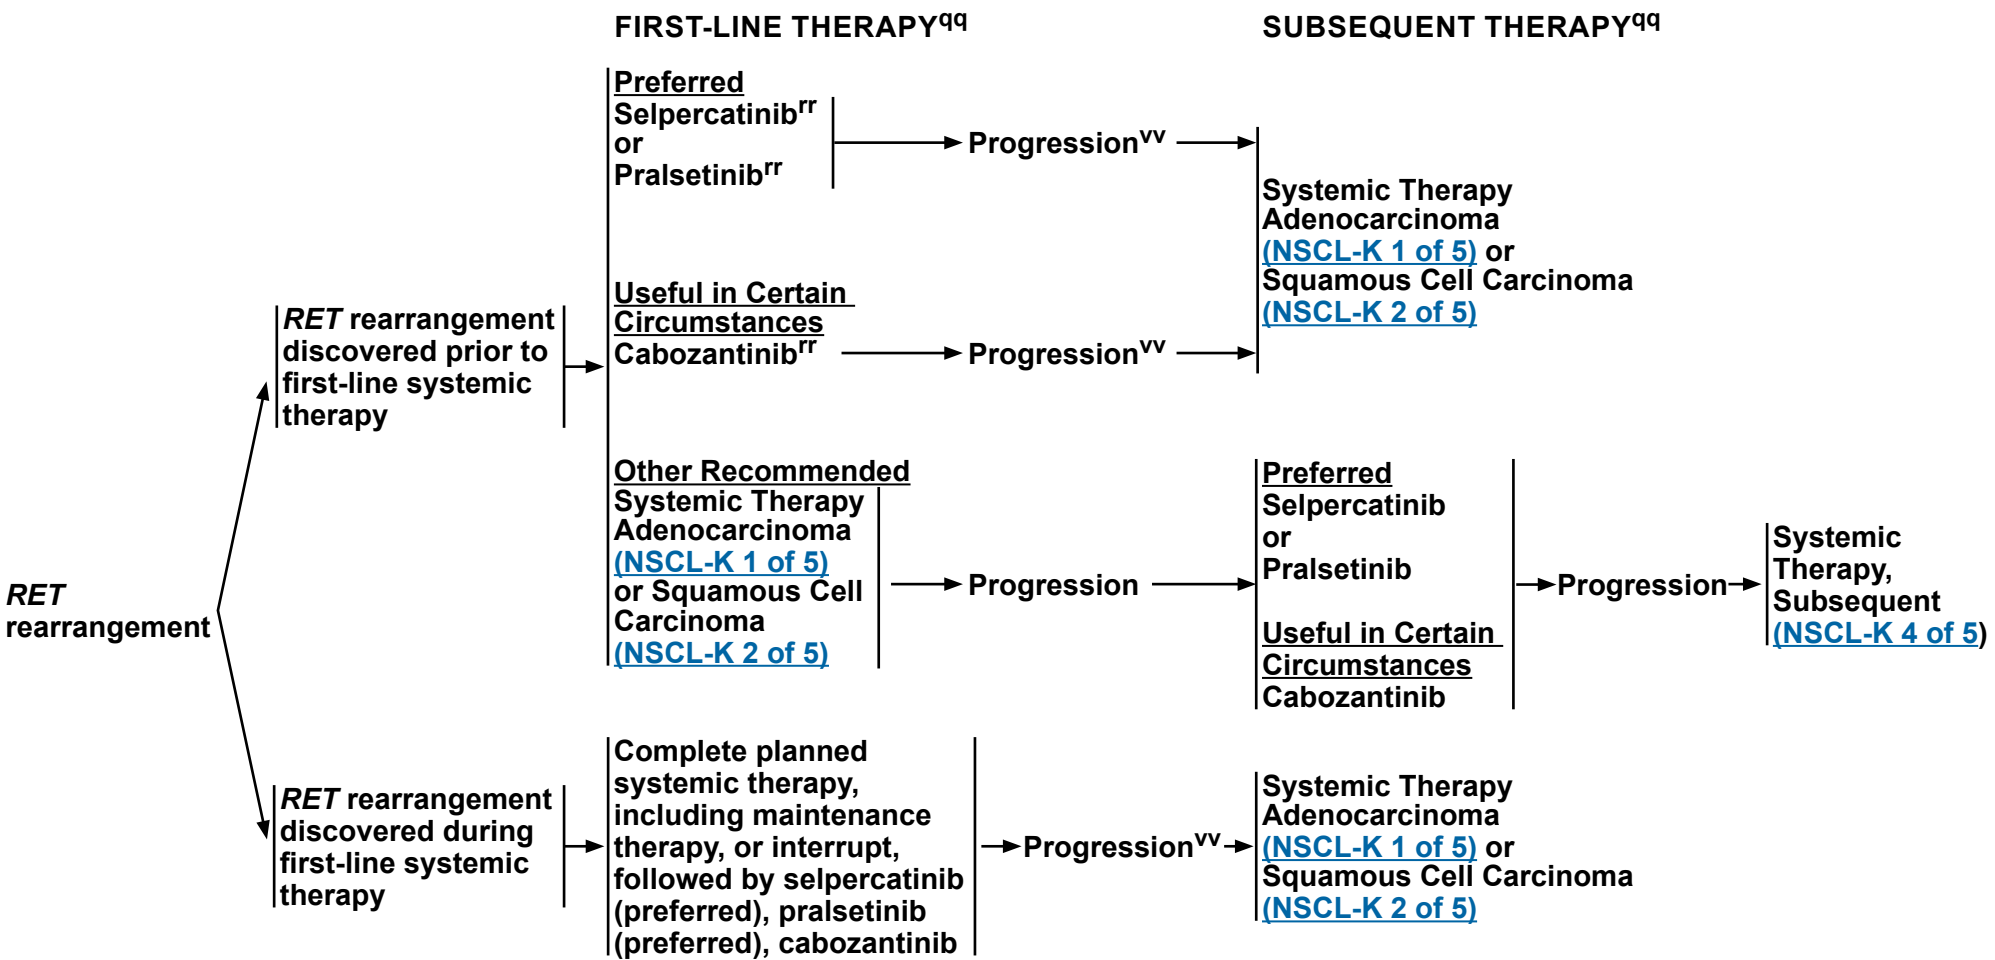 FIRST-LINE THERAPYqq
SUBSEQUENT THERAPYqq
RET
rearrangement
RET rearrangement
discovered prior to
first-line systemic
therapy
Preferred
Selpercatinibrr
or
Pralsetinibrr
Progressionvv
Useful in Certain
Circumstances
Cabozantinibrr
Progressionvv
Systemic Therapy
Adenocarcinoma
(NSCL-K 1 of 5) or
Squamous Cell Carcinoma
(NSCL-K 2 of 5)
Other Recommended
Systemic Therapy
Adenocarcinoma
(NSCL-K 1 of 5)
or Squamous Cell
Carcinoma
(NSCL-K 2 of 5)
Progression
Preferred
Selpercatinib
or
Pralsetinib
Useful in Certain
Circumstances
Cabozantinib
Progression
Systemic
Therapy,
Subsequent
(NSCL-K 4 of 5)
RET rearrangement
discovered during
first-line systemic
therapy
Complete planned
systemic therapy,
including maintenance
therapy, or interrupt,
followed by selpercatinib
(preferred), pralsetinib
(preferred), cabozantinib
Progressionvv
Systemic Therapy
Adenocarcinoma
(NSCL-K 1 of 5) or
Squamous Cell Carcinoma
(NSCL-K 2 of 5)